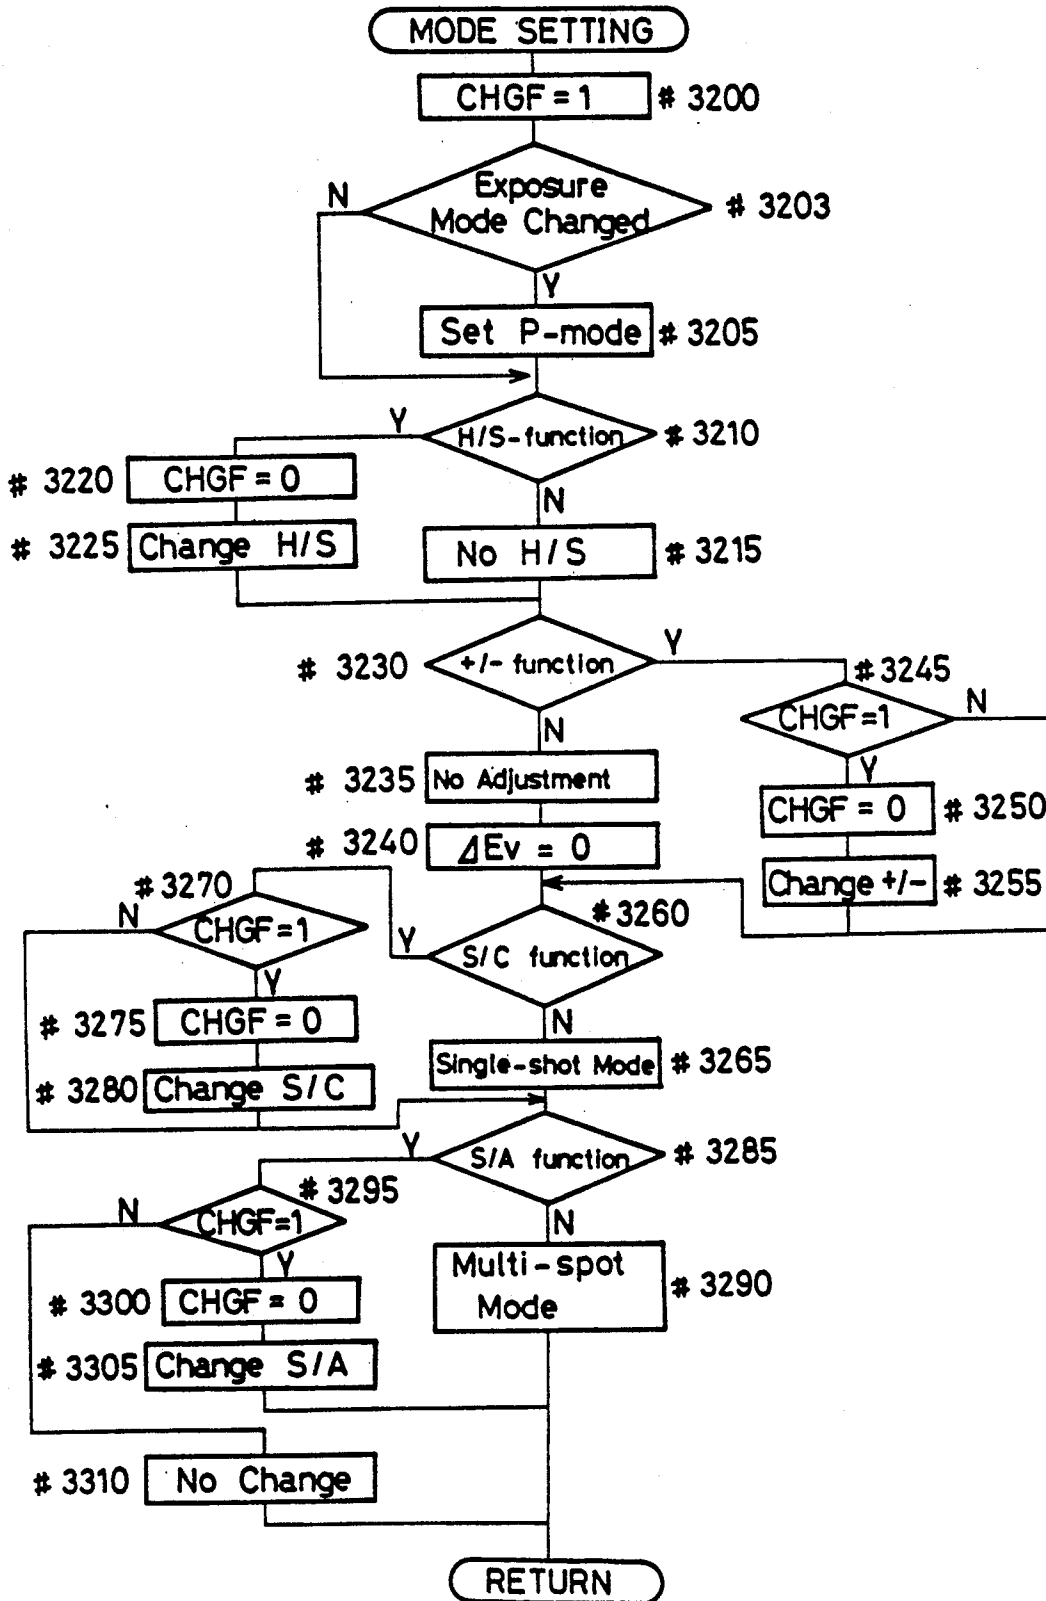 MODE SETTING
CHGF = 1 # 3200
Exposure
Mode Changed
# 3203
N
Y
Set P-mode # 3205
Y
H/S-function # 3210
N
# 3220 CHGF = 0
# 3225 Change H/S
No H/S # 3215
# 3230 +/- function
Y
N
# 3245
CHGF=1
N
Y
# 3235 No Adjustment
CHGF = 0 # 3250
# 3240 ⊿Ev = 0
Change +/- # 3255
# 3270
CHGF=1
N
Y
# 3260
S/C function
Y
N
# 3275 CHGF = 0
# 3280 Change S/C
Single-shot Mode # 3265
Y
S/A function # 3285
N
# 3295
CHGF=1
N
Y
Multi-spot
Mode
# 3290
# 3300 CHGF = 0
# 3305 Change S/A
# 3310 No Change
RETURN